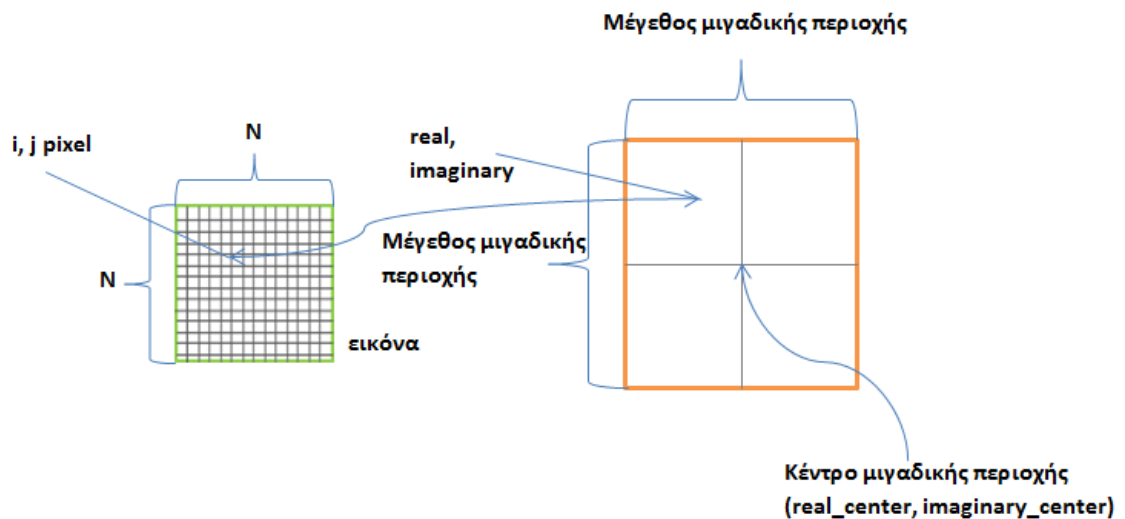 Μέγεθος μιγαδικής περιοχής
N
i, j pixel
real,
imaginary
N
Μέγεθος μιγαδικής
περιοχής
εικόνα
Κέντρο μιγαδικής περιοχής
(real_center, imaginary_center)